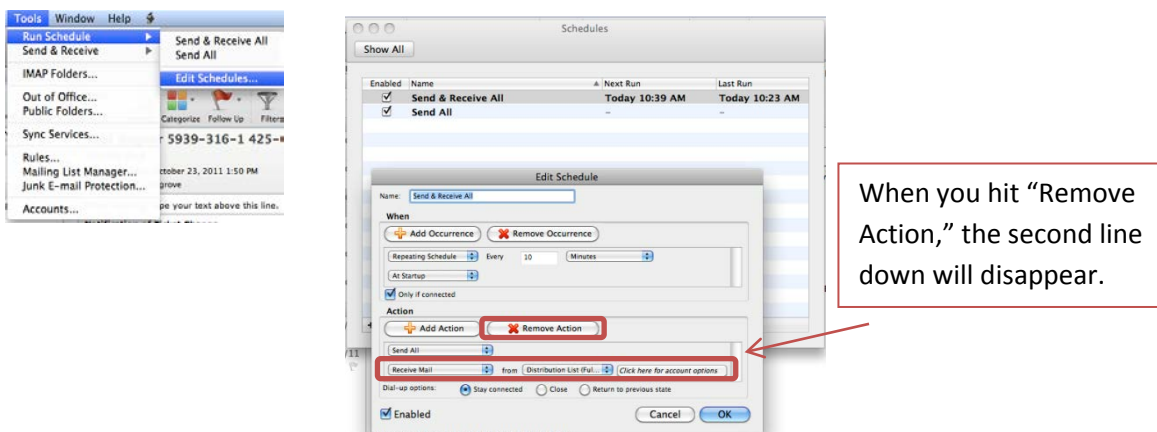 Tools Window Help
Run Schedule
Send & Receive
IMAP Folders...
Out of Office...
Public Folders...
Sync Services...
Rules...
Mailing List Manager...
Junk E-mail Protection...
Accounts...
Send & Receive All
Send All
Edit Schedules...
Categorize Follow Up Filters
5939-316-1 425-
ctober 23, 2011 1:50 PM
grove
pe your text above this line.
Schedules
Show All
Enabled Name Next Run Last Run
Send & Receive All Today 10:39 AM Today 10:23 AM
Send All – –
Edit Schedule
Name: Send & Receive All
When
Add Occurrence Remove Occurrence
Repeating Schedule Every 10 Minutes
At Startup
Only if connected
Action
Add Action Remove Action
Send All
Receive Mail from Distribution List (Ful... Click here for account options
Dial-up options: Stay connected Close Return to previous state
Enabled Cancel OK
/11
When you hit “Remove
Action,” the second line
down will disappear.